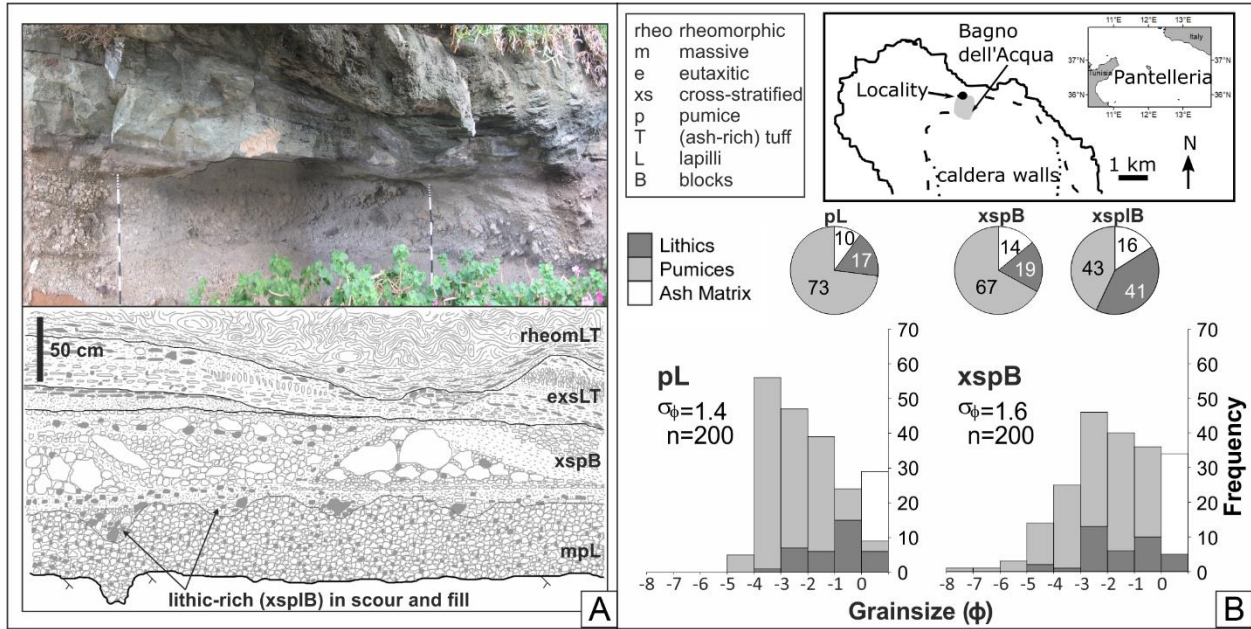 rheomLT
50 cm
exsLT
xspB
mpL
lithic-rich (xsplB) in scour and fill
A
rheo rheomorphic
m massive
e eutaxitic
xs cross-stratified
p pumice
T (ash-rich) tuff
L lapilli
B blocks
Bagno
dell'Acqua
Locality
caldera walls
1 km
N
11°E 12°E 13°E
Italy
37°N
37°N
Tunisia
Pantelleria
36°N
36°N
11°E 12°E 13°E
Lithics
Pumices
Ash Matrix
pL
10
17
73
xspB
14
19
67
xsplB
16
43
41
pL
σϕ=1.4
n=200
70
60
50
40
30
20
10
0
-8 -7 -6 -5 -4 -3 -2 -1 0
xspB
σϕ=1.6
n=200
70
60
50
40
30
20
10
0
Frequency
-8 -7 -6 -5 -4 -3 -2 -1 0
Grainsize (ϕ)
B